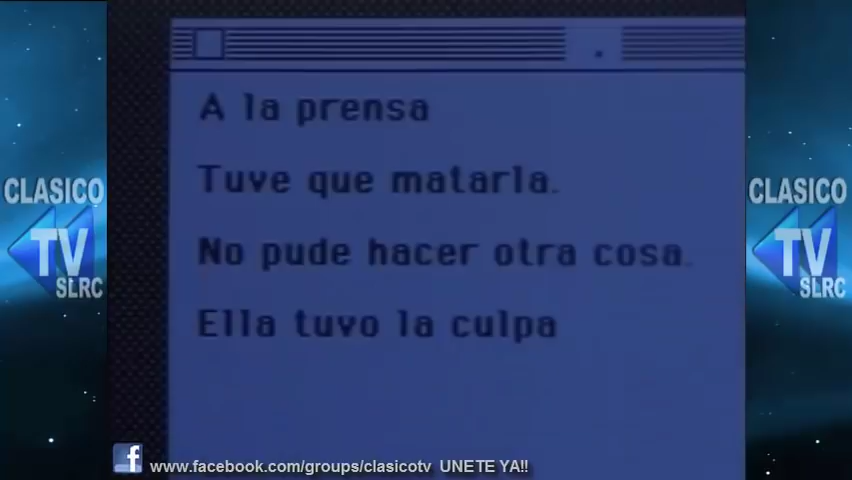 A la prensa
Tuve que matarla.
No pude hacer otra cosa.
Ella tuvo la culpa
CLASICO
TV
SLRC
CLASICO
TV
SLRC
f www.facebook.com/groups/clasicotv UNETE YA!!